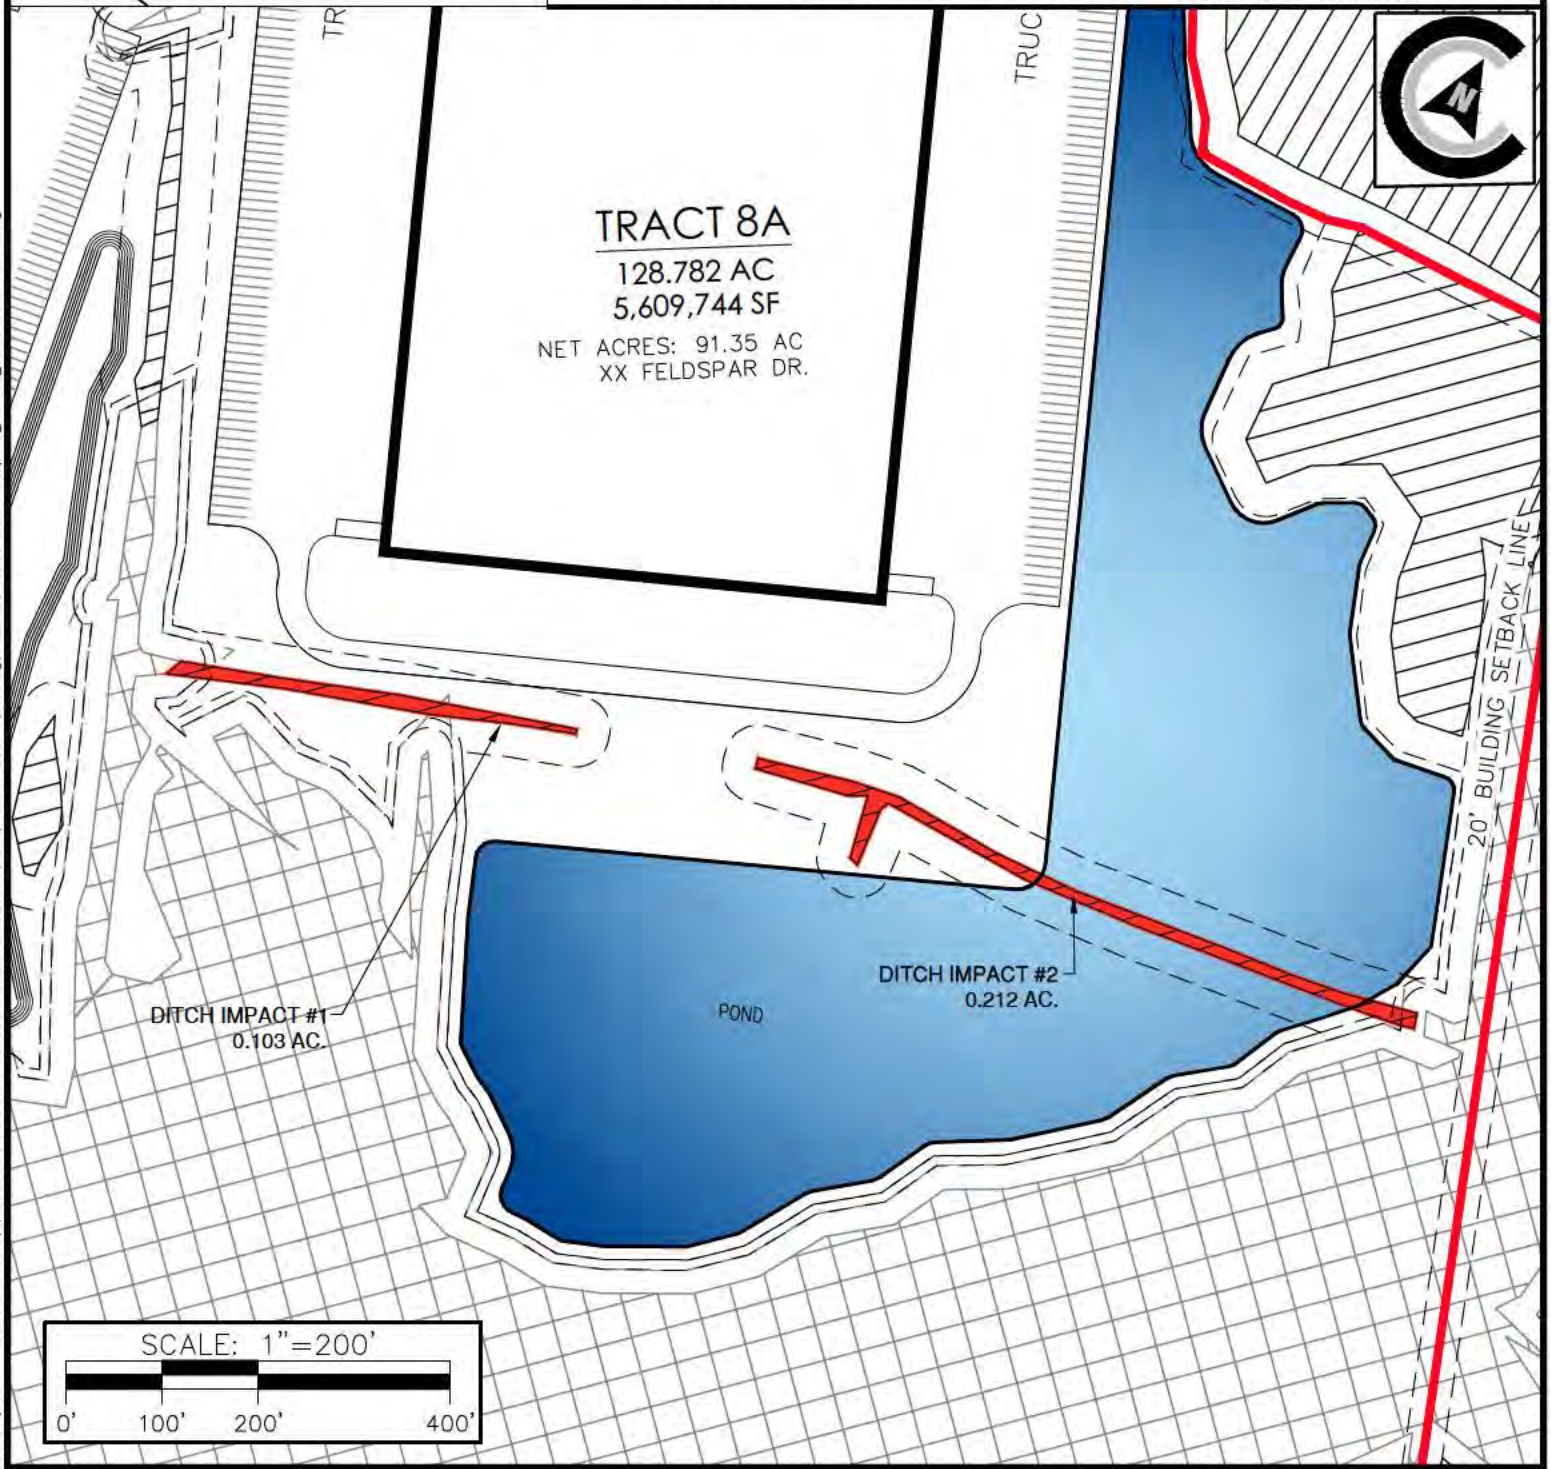 TR
TRUC
N
TRACT 8A
128.782 AC
5,609,744 SF
NET ACRES: 91.35 AC
XX FELDSPAR DR.
20' BUILDING SETBACK LINE
DITCH IMPACT #1
0.103 AC.
DITCH IMPACT #2
0.212 AC.
POND
SCALE: 1"=200'
0' 100' 200' 400'